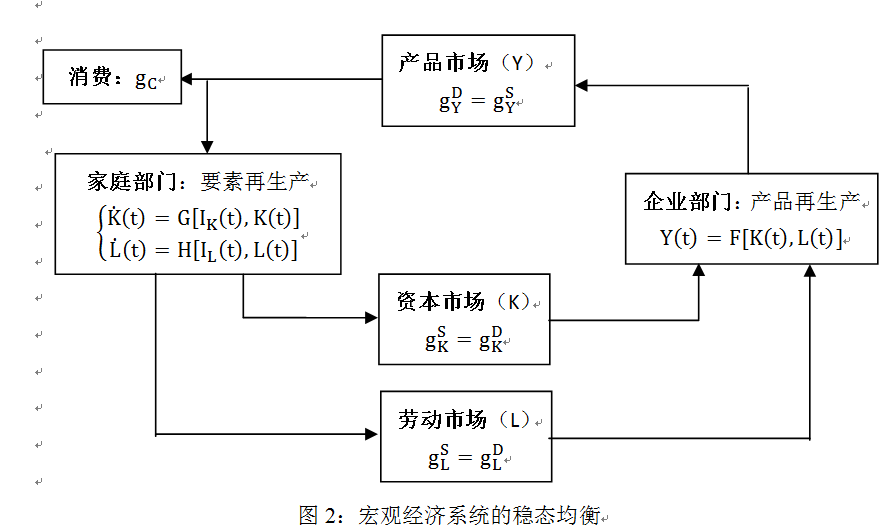 产品市场（Y）
g_Y^D = g_Y^S
消费：g_C
家庭部门：要素再生产
{K̇(t) = G[I_K(t), K(t)]
L̇(t) = H[I_L(t), L(t)]
企业部门：产品再生产
Y(t) = F[K(t), L(t)]
资本市场（K）
g_K^S = g_K^D
劳动市场（L）
g_L^S = g_L^D
图 2：宏观经济系统的稳态均衡